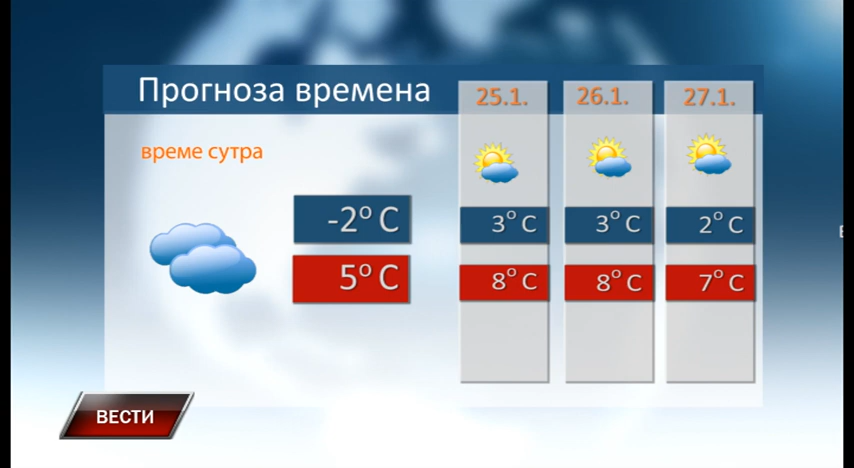 Прогноза времена
време сутра
-2° C
5° C
25.1.
3° C
8° C
26.1.
3° C
8° C
27.1.
2° C
7° C
ВЕСТИ